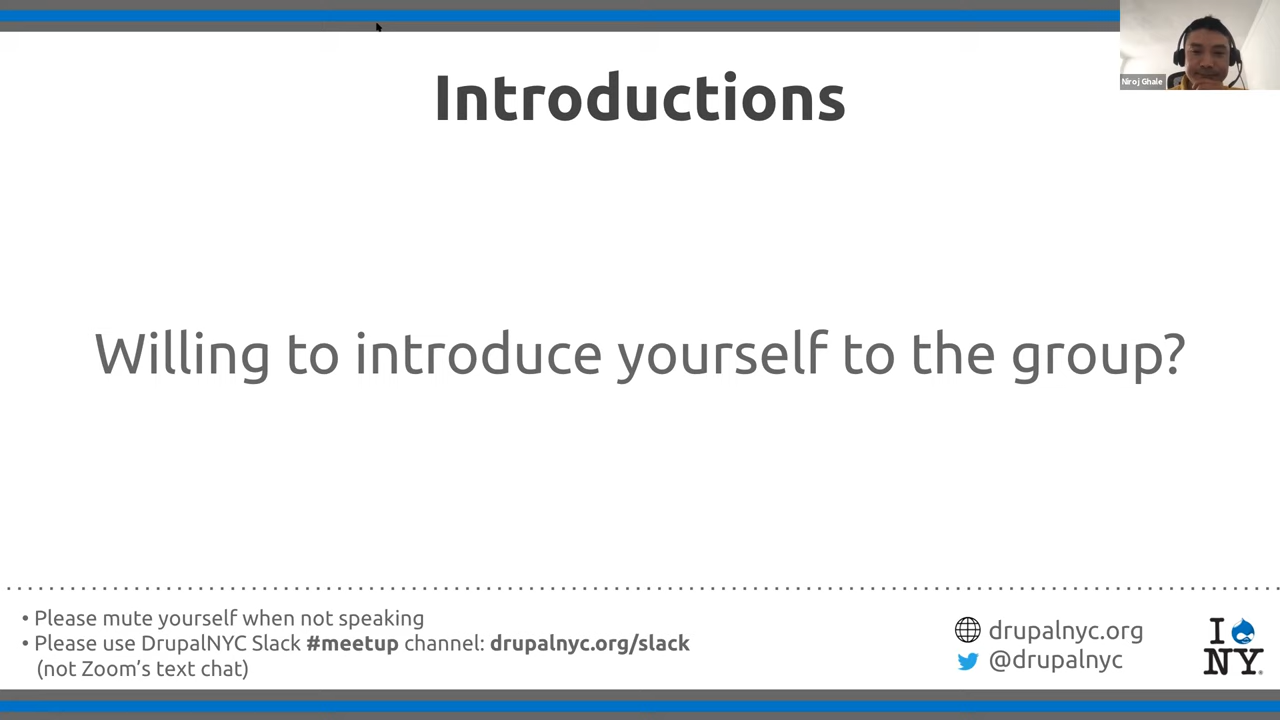 Introductions
Niroj Ghale
Willing to introduce yourself to the group?
• Please mute yourself when not speaking
• Please use DrupalNYC Slack #meetup channel: drupalnyc.org/slack
(not Zoom's text chat)
drupalnyc.org
@drupalnyc
I
NY®